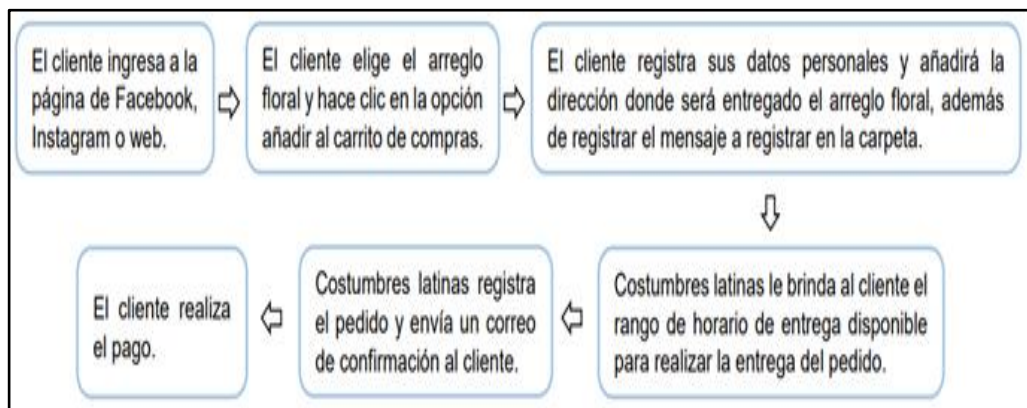 El cliente ingresa a la
página de Facebook,
Instagram o web.
El cliente elige el arreglo
floral y hace clic en la opción
añadir al carrito de compras.
El cliente registra sus datos personales y añadirá la
dirección donde será entregado el arreglo floral, además
de registrar el mensaje a registrar en la carpeta.
Costumbres latinas le brinda al cliente el
rango de horario de entrega disponible
para realizar la entrega del pedido.
Costumbres latinas registra
el pedido y envía un correo
de confirmación al cliente.
El cliente realiza
el pago.